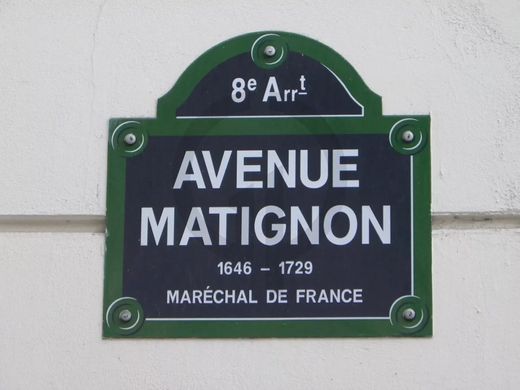 8e Arrt
AVENUE
MATIGNON
1646 – 1729
MARÉCHAL DE FRANCE